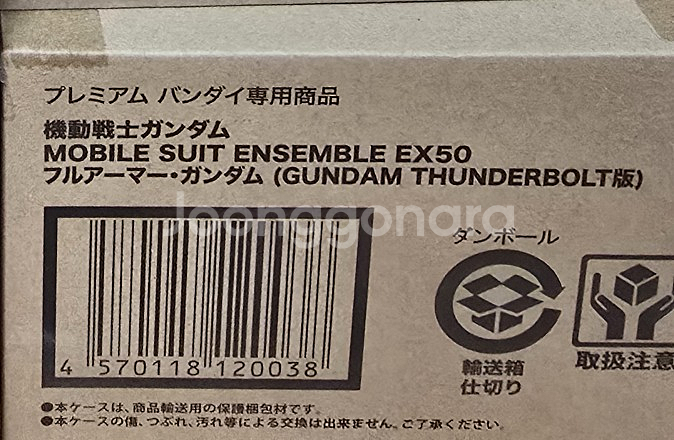 プレミアム バンダイ専用商品
機動戦士ガンダム
MOBILE SUIT ENSEMBLE EX50
フルアーマー・ガンダム (GUNDAM THUNDERBOLT版)
Joonggonara
ダンボール
4 570118 120038
輸送箱
仕切り
取扱注意
●本ケースは、商品輸送用の保護梱包材です。
●本ケースの傷、つぶれ、汚れ等による交換は出来ません。ご了承ください。